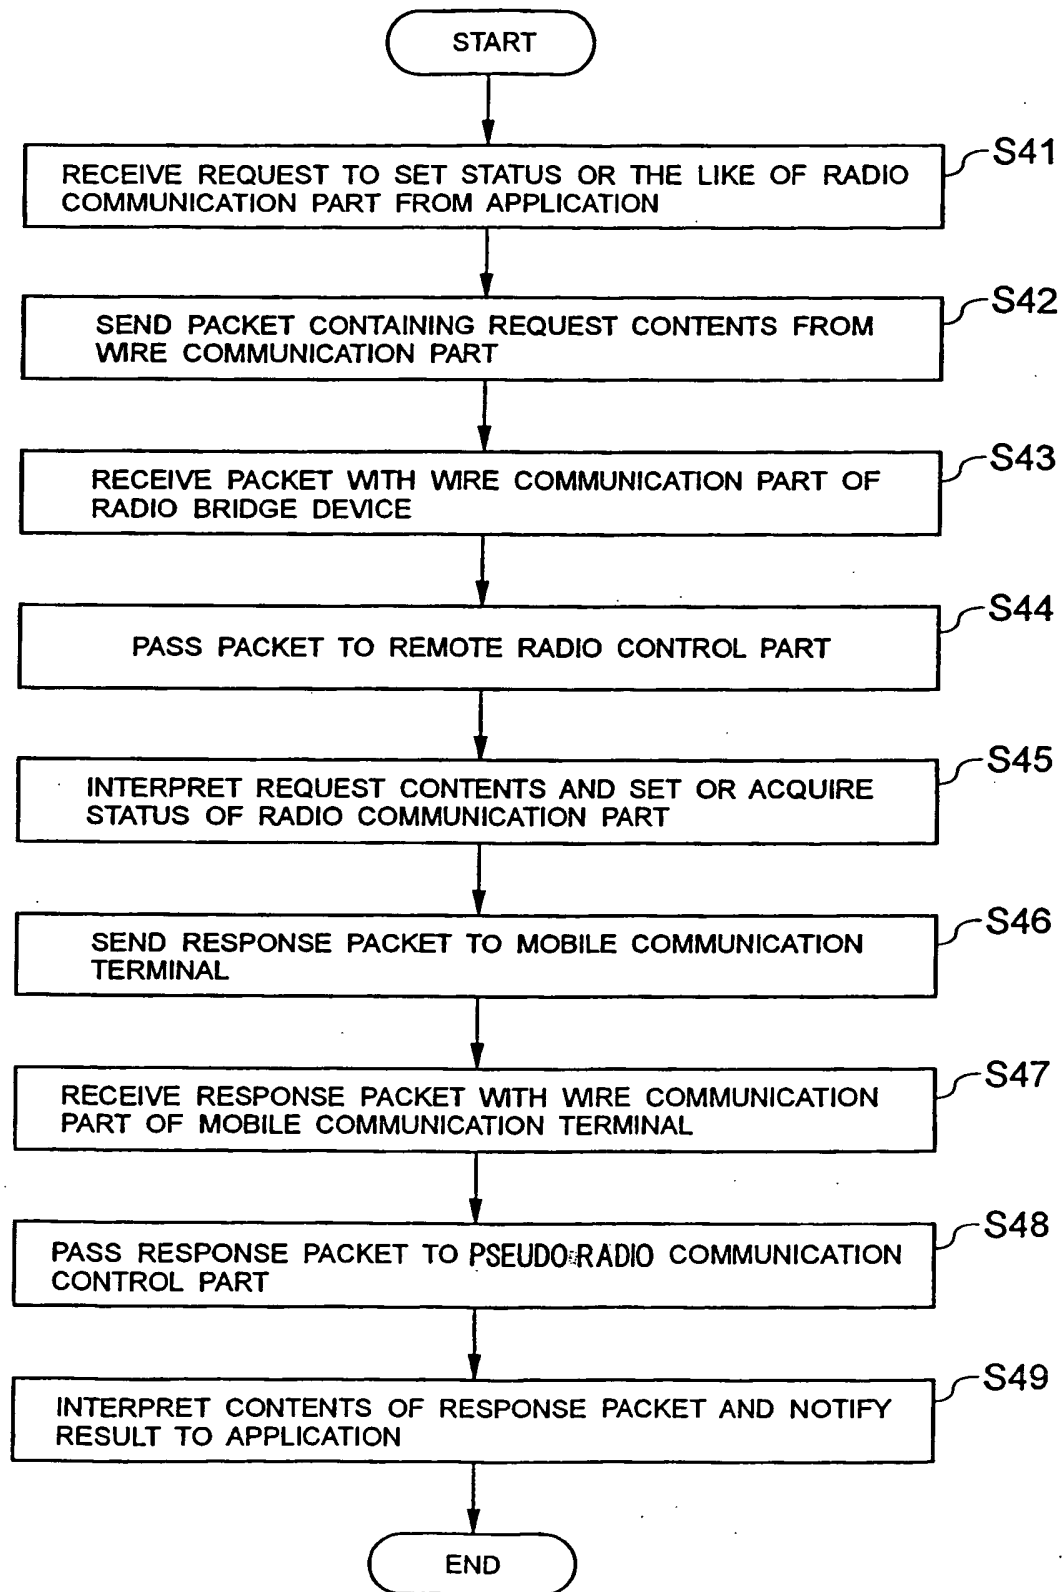 START
S41
RECEIVE REQUEST TO SET STATUS OR THE LIKE OF RADIO
COMMUNICATION PART FROM APPLICATION
S42
SEND PACKET CONTAINING REQUEST CONTENTS FROM
WIRE COMMUNICATION PART
S43
RECEIVE PACKET WITH WIRE COMMUNICATION PART OF
RADIO BRIDGE DEVICE
S44
PASS PACKET TO REMOTE RADIO CONTROL PART
S45
INTERPRET REQUEST CONTENTS AND SET OR ACQUIRE
STATUS OF RADIO COMMUNICATION PART
S46
SEND RESPONSE PACKET TO MOBILE COMMUNICATION
TERMINAL
S47
RECEIVE RESPONSE PACKET WITH WIRE COMMUNICATION
PART OF MOBILE COMMUNICATION TERMINAL
S48
PASS RESPONSE PACKET TO PSEUDO-RADIO COMMUNICATION
CONTROL PART
S49
INTERPRET CONTENTS OF RESPONSE PACKET AND NOTIFY
RESULT TO APPLICATION
END